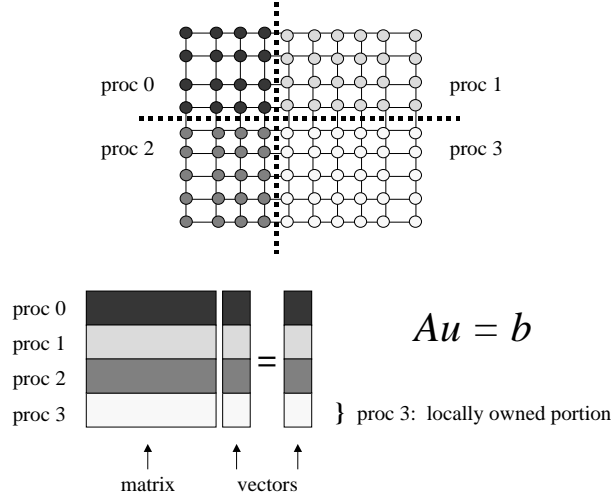 proc 0
proc 1
proc 2
proc 3
proc 0
proc 1
proc 2
proc 3
=
Au = b
} proc 3: locally owned portion
matrix
vectors